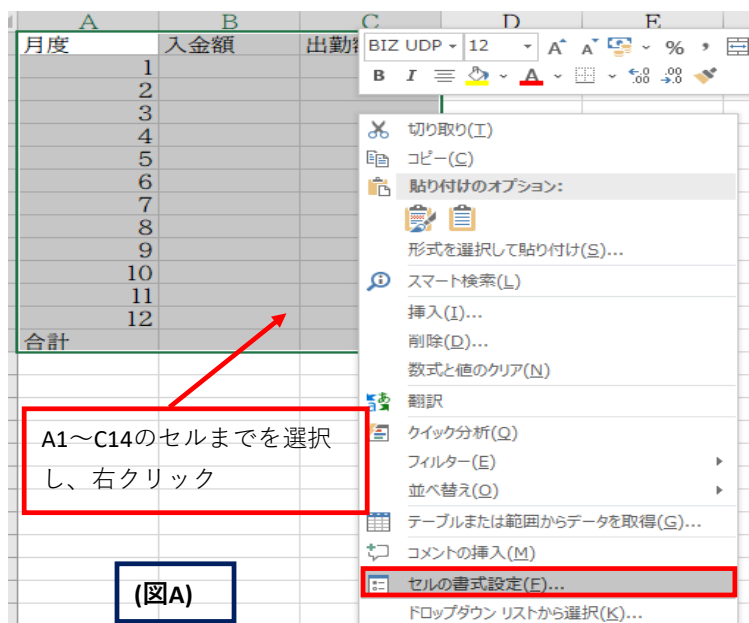 A B C D E
月度 入金額 出勤
BIZ UDP 12 A A % ,
B I A .00 .00
1
2
3
4
5
6
7
8
9
10
11
12
合計
切り取り(T)
コピー(C)
貼り付けのオプション:
形式を選択して貼り付け(S)...
スマート検索(L)
挿入(I)...
削除(D)...
数式と値のクリア(N)
翻訳
クイック分析(Q)
フィルター(E)
並べ替え(O)
テーブルまたは範囲からデータを取得(G)...
コメントの挿入(M)
セルの書式設定(F)...
ドロップダウン リストから選択(K)...
A1～C14のセルまでを選択
し、右クリック
(図A)